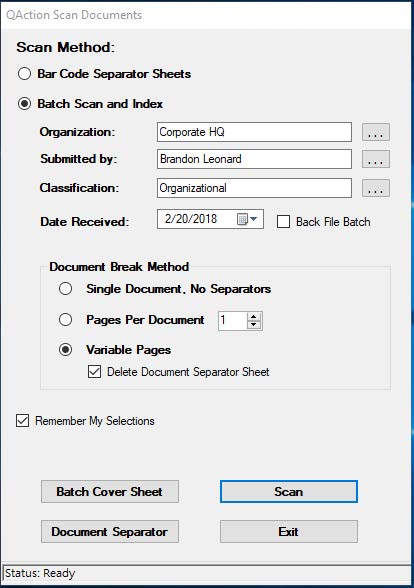 QAction Scan Documents
Scan Method:
Bar Code Separator Sheets
Batch Scan and Index
Organization: Corporate HQ ...
Submitted by: Brandon Leonard ...
Classification: Organizational ...
Date Received: 2/20/2018 Back File Batch
Document Break Method
Single Document, No Separators
Pages Per Document 1
Variable Pages
Delete Document Separator Sheet
Remember My Selections
Batch Cover Sheet Scan
Document Separator Exit
Status: Ready